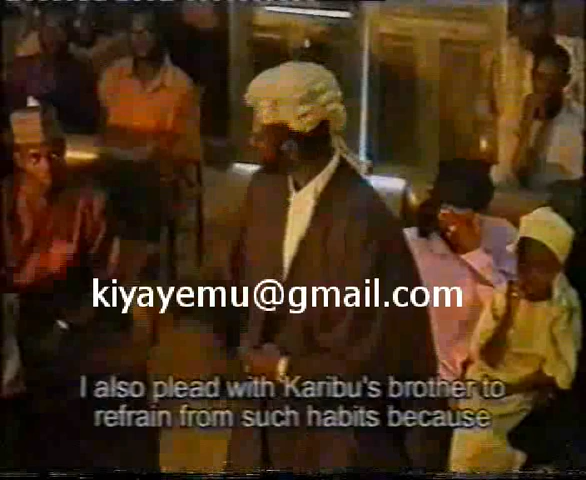 kiyayemu@gmail.com
I also plead with Karibu's brother to
refrain from such habits because